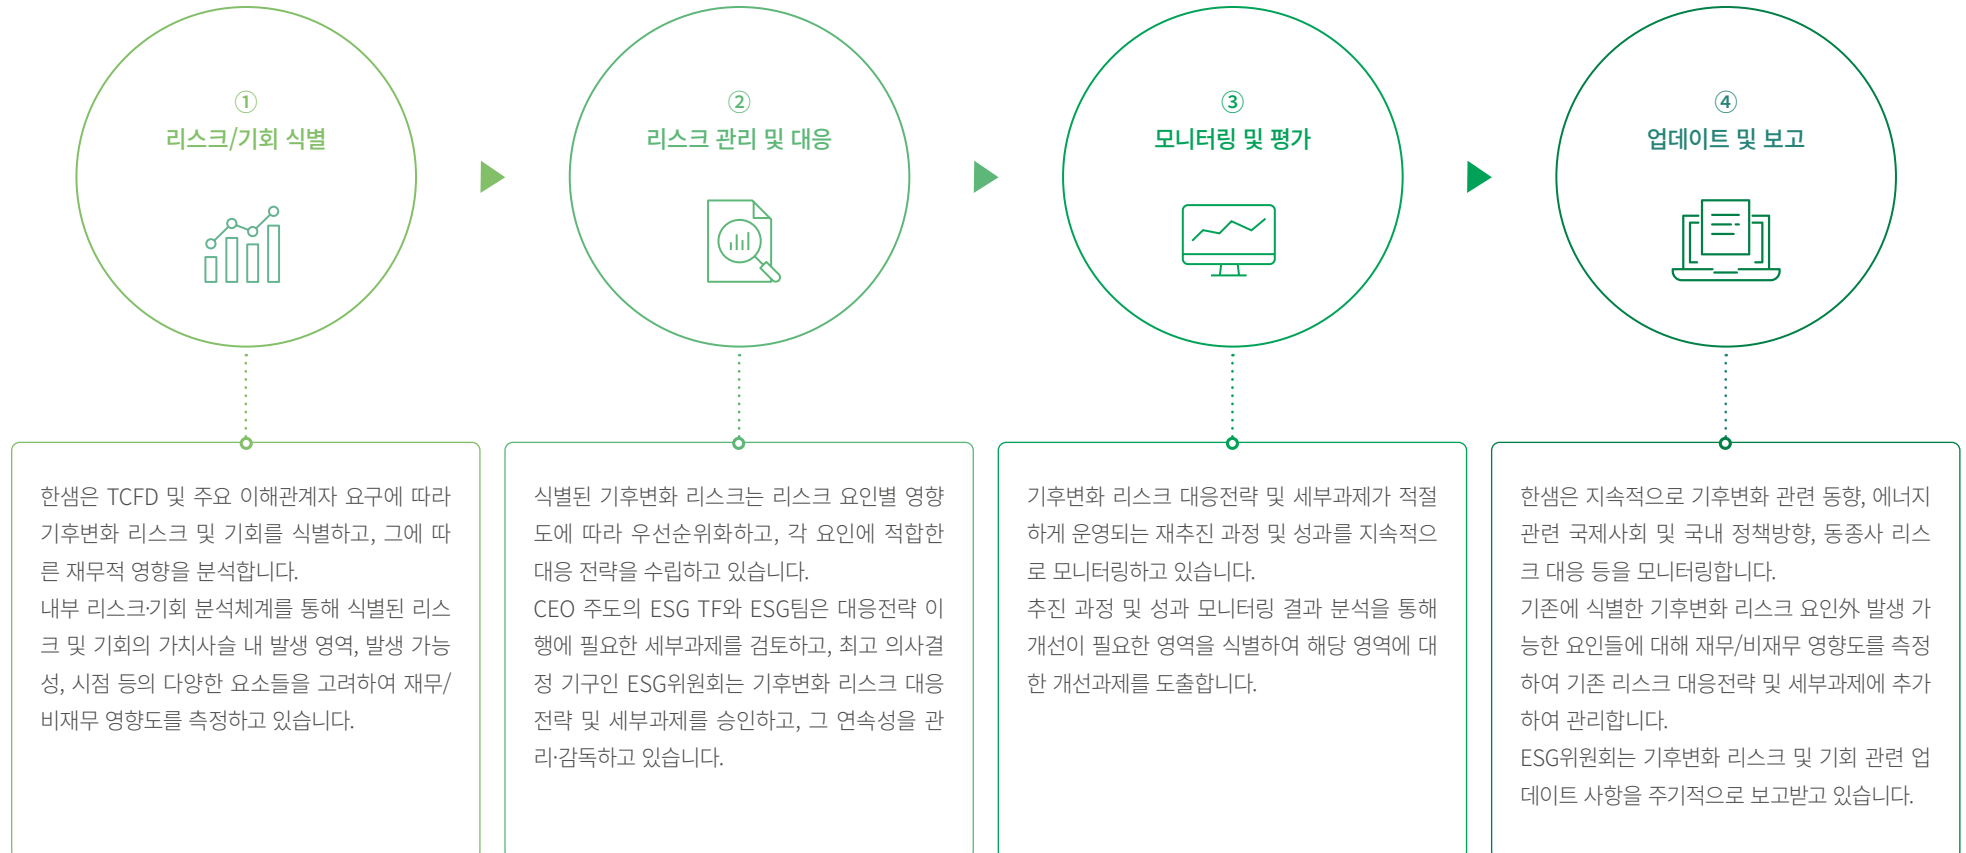 ①
리스크/기회 식별
②
리스크 관리 및 대응
③
모니터링 및 평가
④
업데이트 및 보고
한샘은 TCFD 및 주요 이해관계자 요구에 따라
기후변화 리스크 및 기회를 식별하고, 그에 따
른 재무적 영향을 분석합니다.
내부 리스크·기회 분석체계를 통해 식별된 리스
크 및 기회의 가치사슬 내 발생 영역, 발생 가능
성, 시점 등의 다양한 요소들을 고려하여 재무/
비재무 영향도를 측정하고 있습니다.
식별된 기후변화 리스크는 리스크 요인별 영향
도에 따라 우선순위화하고, 각 요인에 적합한
대응 전략을 수립하고 있습니다.
CEO 주도의 ESG TF와 ESG팀은 대응전략 이
행에 필요한 세부과제를 검토하고, 최고 의사결
정 기구인 ESG위원회는 기후변화 리스크 대응
전략 및 세부과제를 승인하고, 그 연속성을 관
리·감독하고 있습니다.
기후변화 리스크 대응전략 및 세부과제가 적절
하게 운영되는 재추진 과정 및 성과를 지속적으
로 모니터링하고 있습니다.
추진 과정 및 성과 모니터링 결과 분석을 통해
개선이 필요한 영역을 식별하여 해당 영역에 대
한 개선과제를 도출합니다.
한샘은 지속적으로 기후변화 관련 동향, 에너지
관련 국제사회 및 국내 정책방향, 동종사 리스
크 대응 등을 모니터링합니다.
기존에 식별한 기후변화 리스크 요인外 발생 가
능한 요인들에 대해 재무/비재무 영향도를 측정
하여 기존 리스크 대응전략 및 세부과제에 추가
하여 관리합니다.
ESG위원회는 기후변화 리스크 및 기회 관련 업
데이트 사항을 주기적으로 보고받고 있습니다.